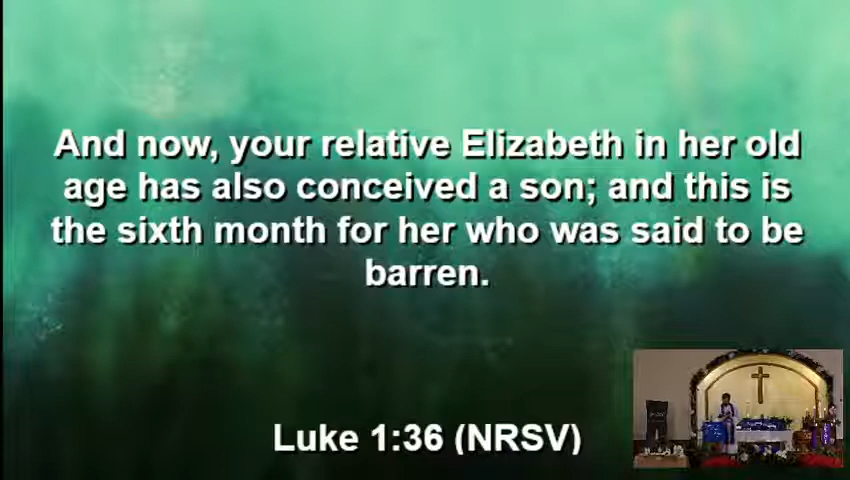 And now, your relative Elizabeth in her old
age has also conceived a son; and this is
the sixth month for her who was said to be
barren.
Luke 1:36 (NRSV)